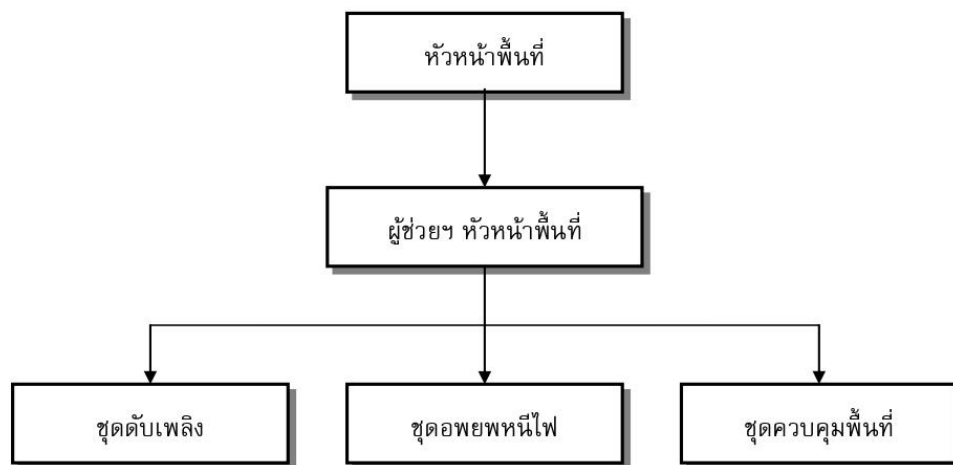 หัวหน้าพื้นที่
ผู้ช่วยฯ หัวหน้าพื้นที่
ชุดดับเพลิง
ชุดอพยพหนีไฟ
ชุดควบคุมพื้นที่